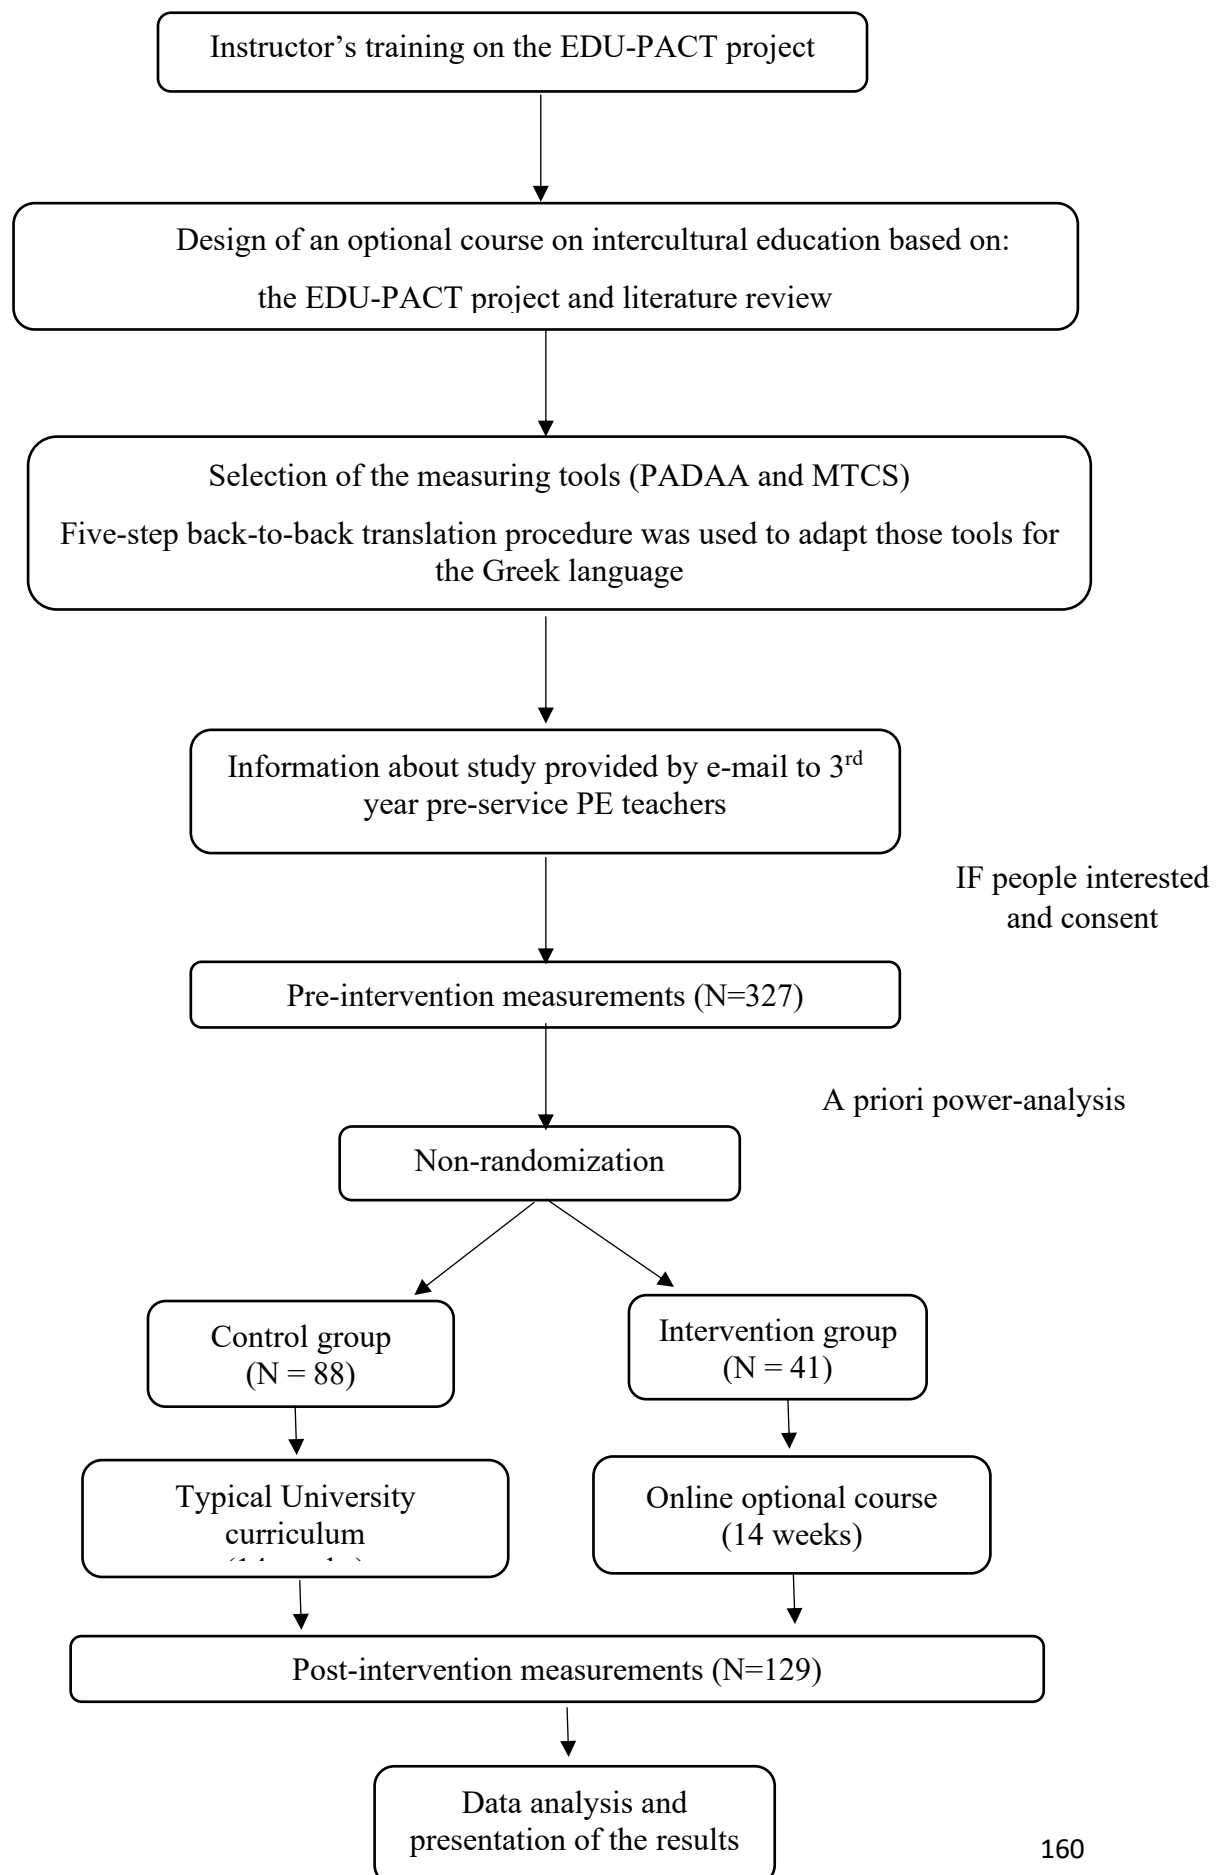 Instructor’s training on the EDU-PACT project
Design of an optional course on intercultural education based on:
the EDU-PACT project and literature review
Selection of the measuring tools (PADAA and MTCS)
Five-step back-to-back translation procedure was used to adapt those tools for
the Greek language
Information about study provided by e-mail to 3rd
year pre-service PE teachers
IF people interested
and consent
Pre-intervention measurements (N=327)
A priori power-analysis
Non-randomization
Control group
(N = 88)
Intervention group
(N = 41)
Typical University
curriculum
Online optional course
(14 weeks)
Post-intervention measurements (N=129)
Data analysis and
presentation of the results
160